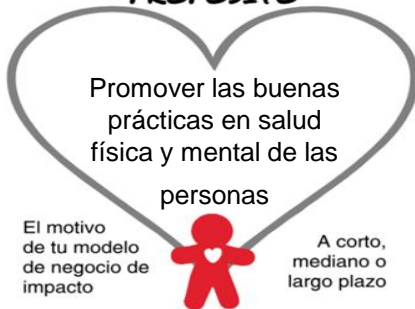 PROPÓSITO
Promover las buenas
prácticas en salud
física y mental de las
personas
El motivo
de tu modelo
de negocio de
impacto
A corto,
mediano o
largo plazo